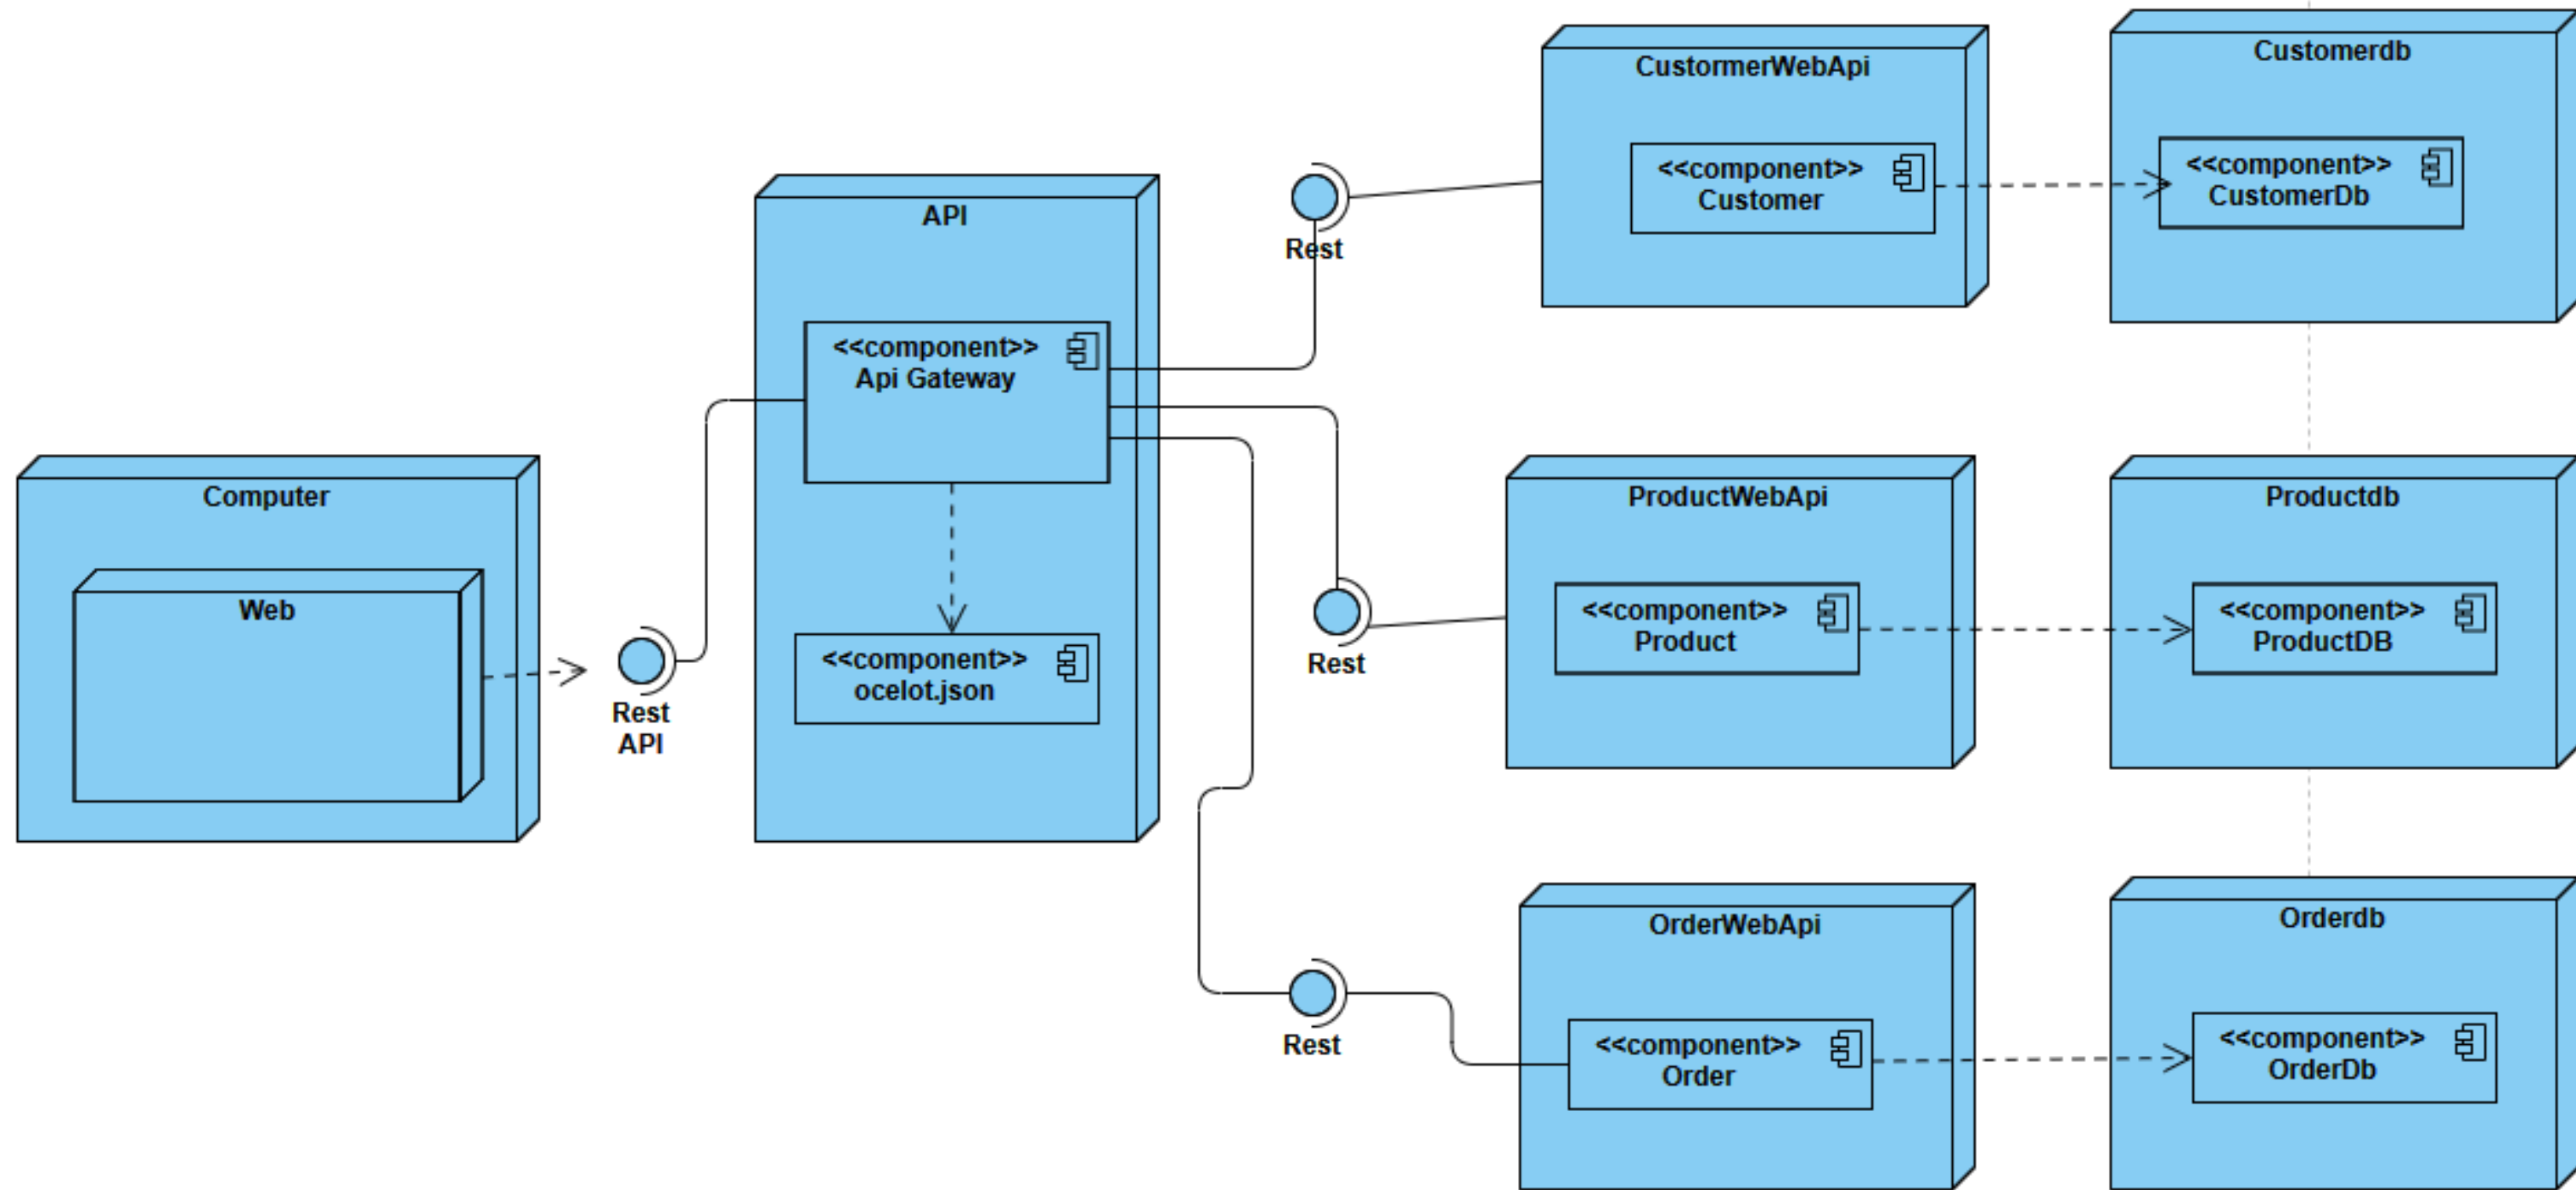 Computer
Web
Rest
API
API
<<component>>
Api Gateway
<<component>>
ocelot.json
Rest
Rest
Rest
CustormerWebApi
<<component>>
Customer
Customerdb
<<component>>
CustomerDb
ProductWebApi
<<component>>
Product
Productdb
<<component>>
ProductDB
OrderWebApi
<<component>>
Order
Orderdb
<<component>>
OrderDb